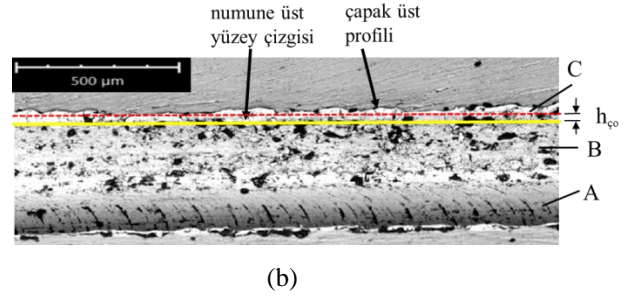 numune üst
yüzey çizgisi
çapak üst
profili
500 µm
C
hço
B
A
(b)